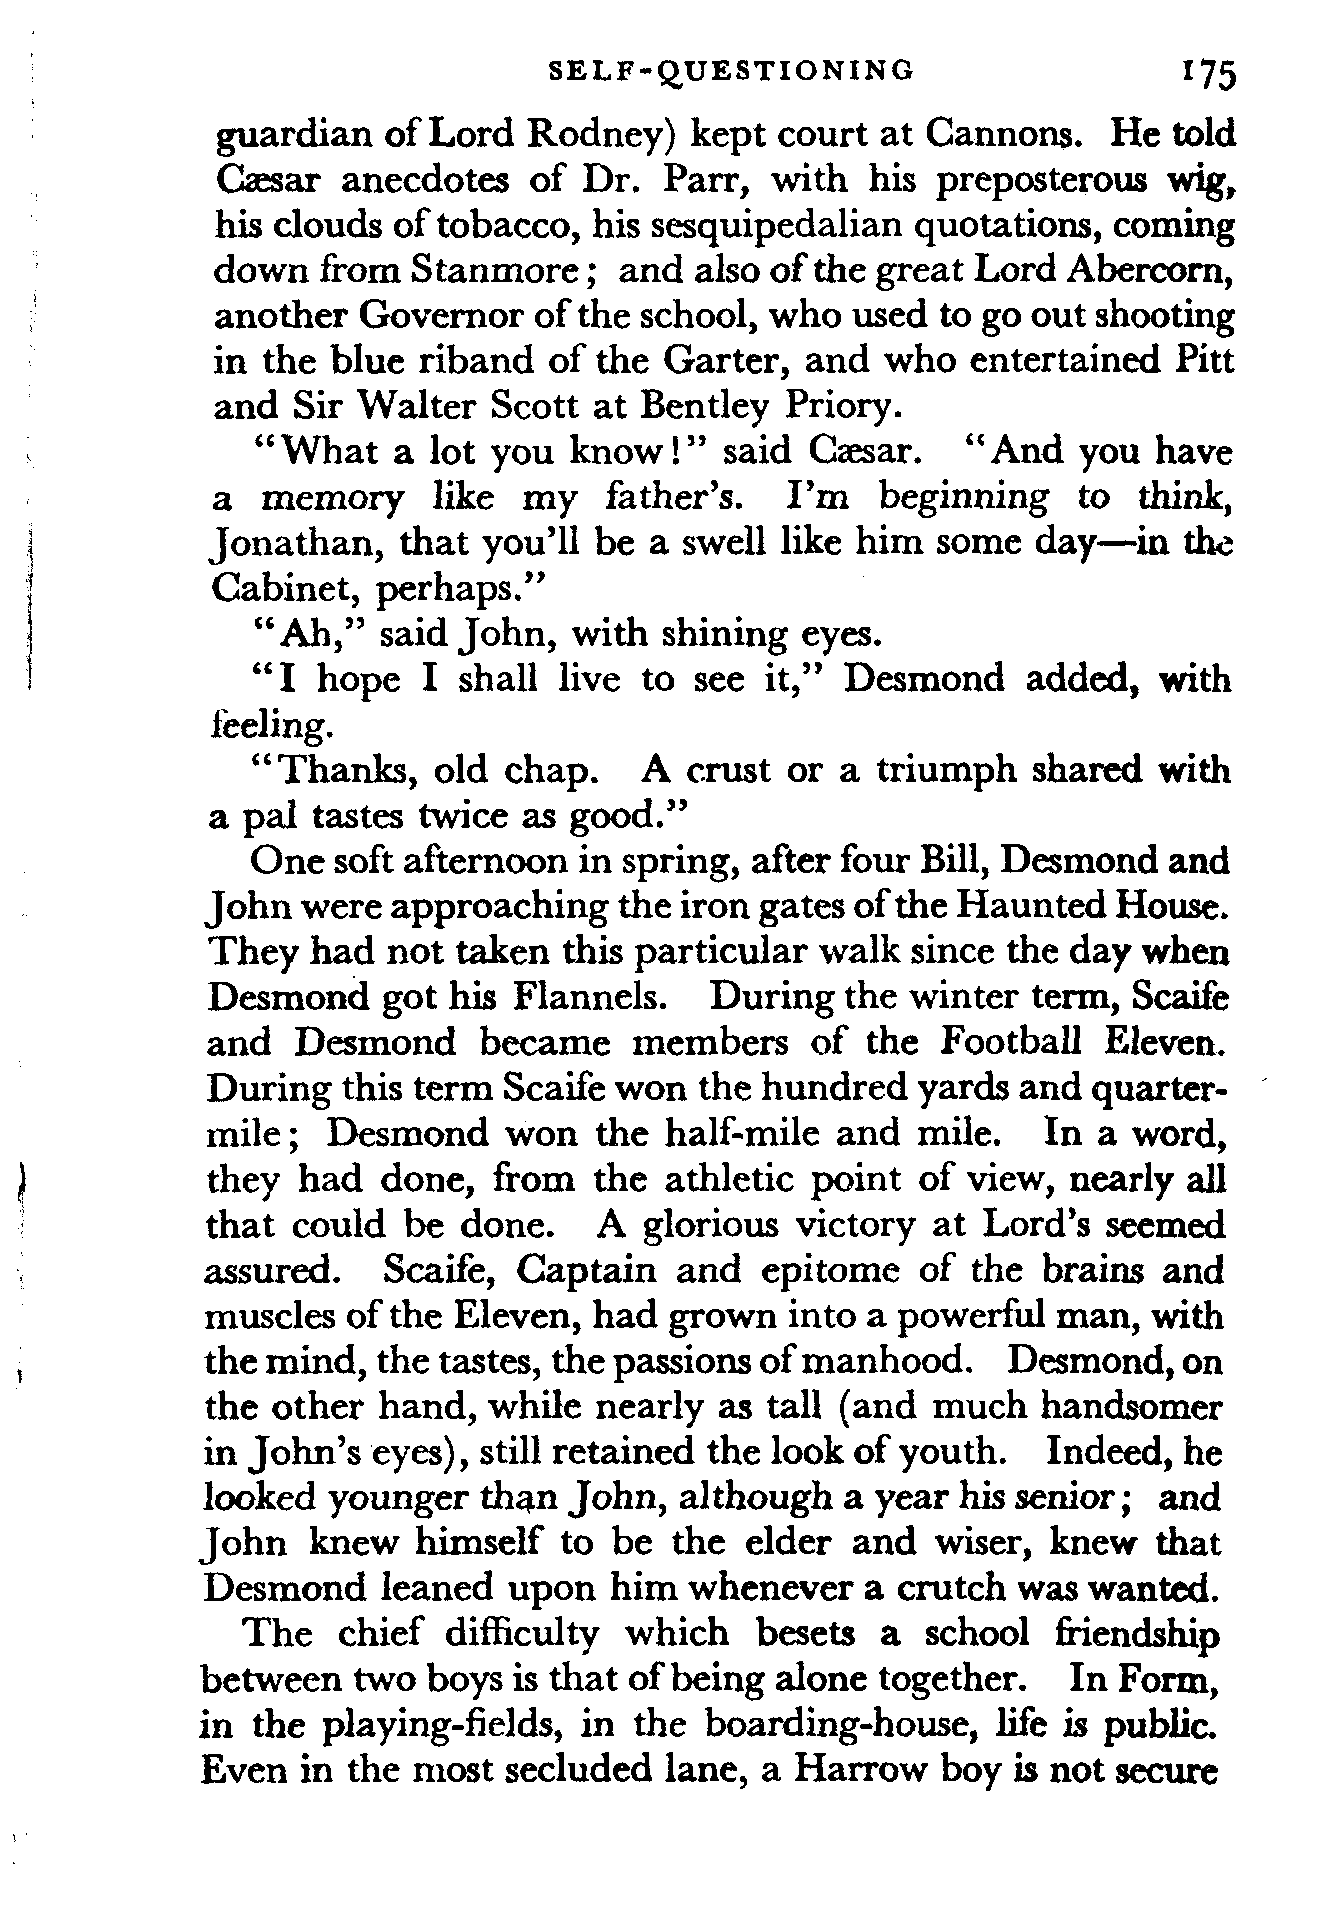 SELF-QUESTIONING 175
guardian of Lord Rodney) kept court at Cannons. He told
Cæsar anecdotes of Dr. Parr, with his preposterous wig,
his clouds of tobacco, his sesquipedalian quotations, coming
down from Stanmore; and also of the great Lord Abercorn,
another Governor of the school, who used to go out shooting
in the blue riband of the Garter, and who entertained Pitt
and Sir Walter Scott at Bentley Priory.
"What a lot you know!" said Cæsar. "And you have
a memory like my father's. I'm beginning to think,
Jonathan, that you'll be a swell like him some day—in the
Cabinet, perhaps."
"Ah," said John, with shining eyes.
"I hope I shall live to see it," Desmond added, with
feeling.
"Thanks, old chap. A crust or a triumph shared with
a pal tastes twice as good."
One soft afternoon in spring, after four Bill, Desmond and
John were approaching the iron gates of the Haunted House.
They had not taken this particular walk since the day when
Desmond got his Flannels. During the winter term, Scaife
and Desmond became members of the Football Eleven.
During this term Scaife won the hundred yards and quarter-
mile; Desmond won the half-mile and mile. In a word,
they had done, from the athletic point of view, nearly all
that could be done. A glorious victory at Lord's seemed
assured. Scaife, Captain and epitome of the brains and
muscles of the Eleven, had grown into a powerful man, with
the mind, the tastes, the passions of manhood. Desmond, on
the other hand, while nearly as tall (and much handsomer
in John's eyes), still retained the look of youth. Indeed, he
looked younger than John, although a year his senior; and
John knew himself to be the elder and wiser, knew that
Desmond leaned upon him whenever a crutch was wanted.
The chief difficulty which besets a school friendship
between two boys is that of being alone together. In Form,
in the playing-fields, in the boarding-house, life is public.
Even in the most secluded lane, a Harrow boy is not secure